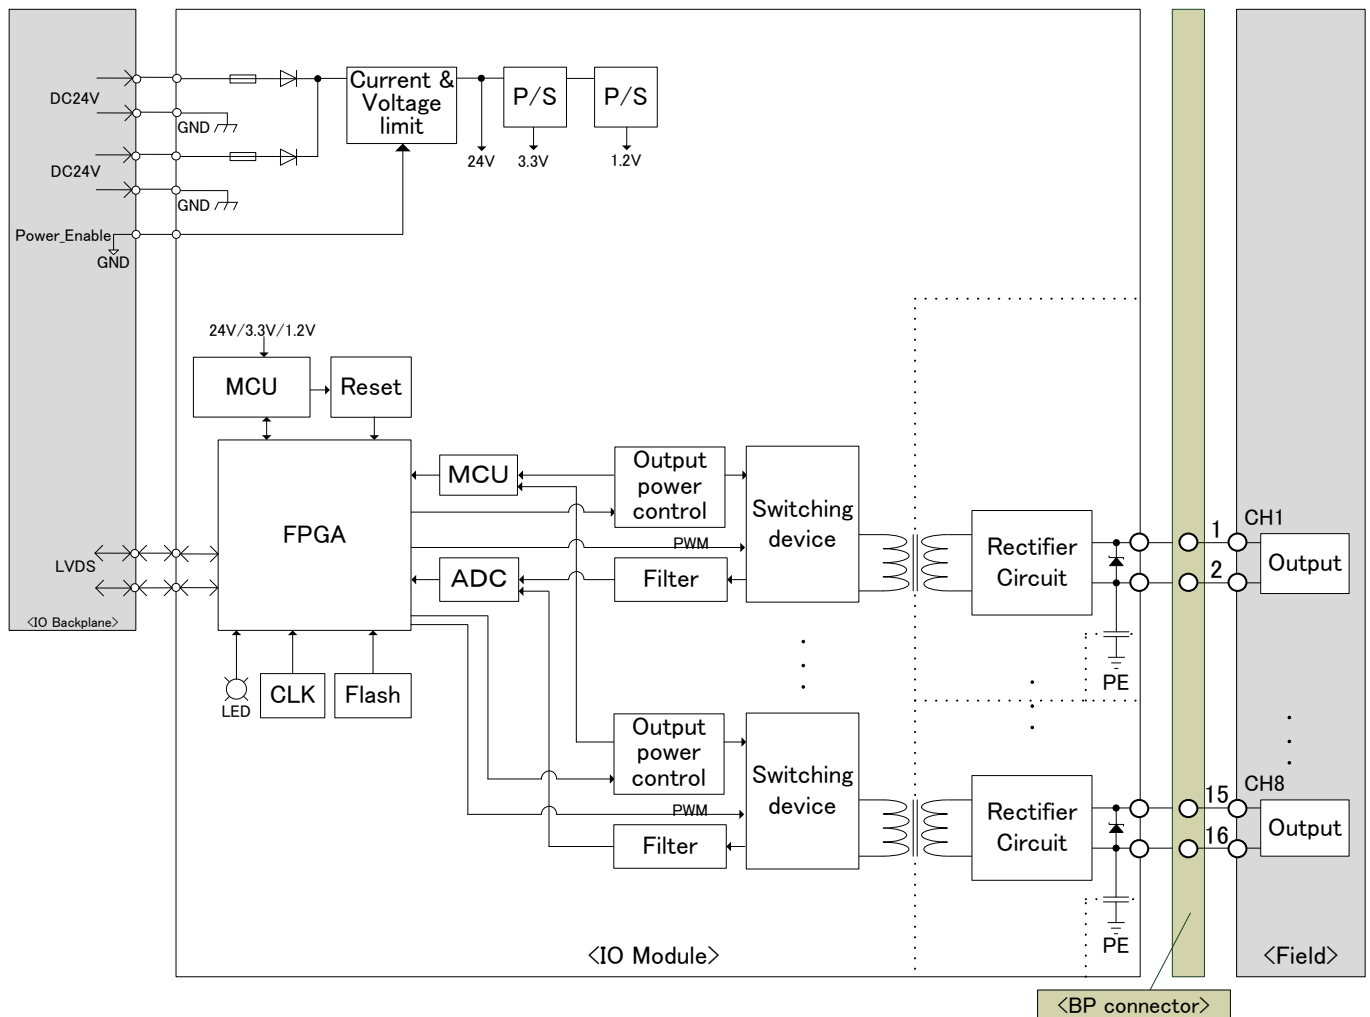 DC24V
GND
DC24V
GND
Power_Enable
GND
Current &
Voltage
limit
P/S
P/S
24V
3.3V
1.2V
24V/3.3V/1.2V
MCU
Reset
FPGA
MCU
ADC
Output
power
control
PWM
Filter
Switching
device
Rectifier
Circuit
1
2
CH1
Output
PE
LVDS
<IO Backplane>
LED
CLK
Flash
Output
power
control
PWM
Filter
Switching
device
Rectifier
Circuit
15
16
CH8
Output
PE
<IO Module>
<Field>
<BP connector>